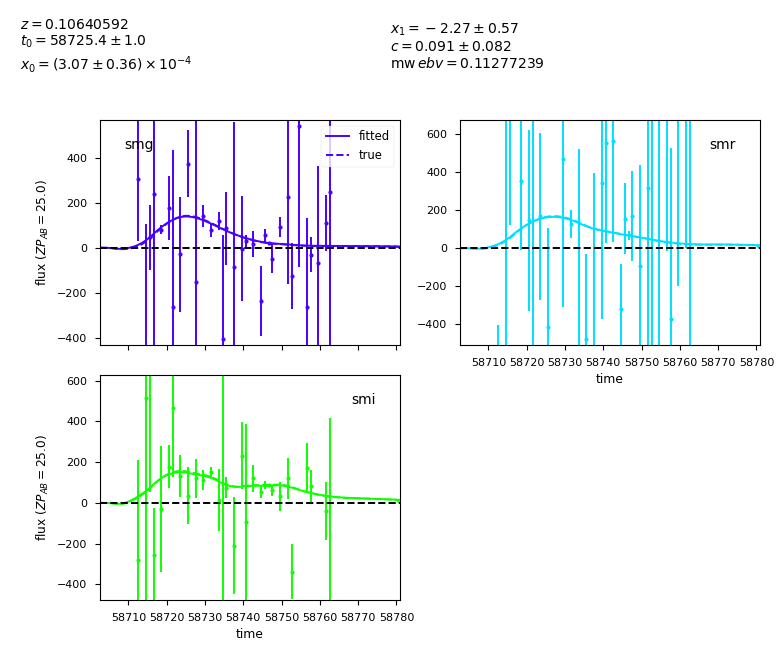 z = 0.10640592
t₀ = 58725.4 ± 1.0
x₀ = (3.07 ± 0.36) × 10⁻⁴
x₁ = −2.27 ± 0.57
c = 0.091 ± 0.082
mw ebv = 0.11277239
smg
fitted
true
400
200
0
−200
−400
flux (ZP_AB = 25.0)
smr
600
400
200
0
−200
−400
58710 58720 58730 58740 58750 58760 58770 58780
time
smi
600
400
200
0
−200
−400
flux (ZP_AB = 25.0)
58710 58720 58730 58740 58750 58760 58770 58780
time